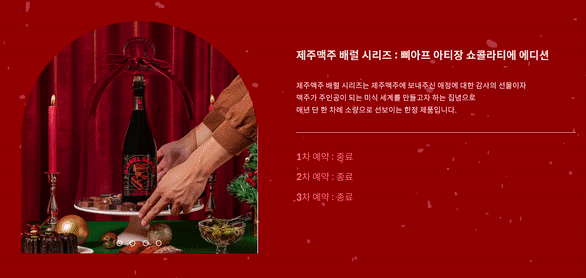 제주맥주 배럴 시리즈 : 삐아프 아티장 쇼콜라티에 에디션
제주맥주 배럴 시리즈는 제주맥주에 보내주신 애정에 대한 감사의 선물이자
맥주가 주인공이 되는 미식 세계를 만들고자 하는 집념으로
매년 단 한 차례 소량으로 선보이는 한정 제품입니다.
1차 예약 : 종료
2차 예약 : 종료
3차 예약 : 종료